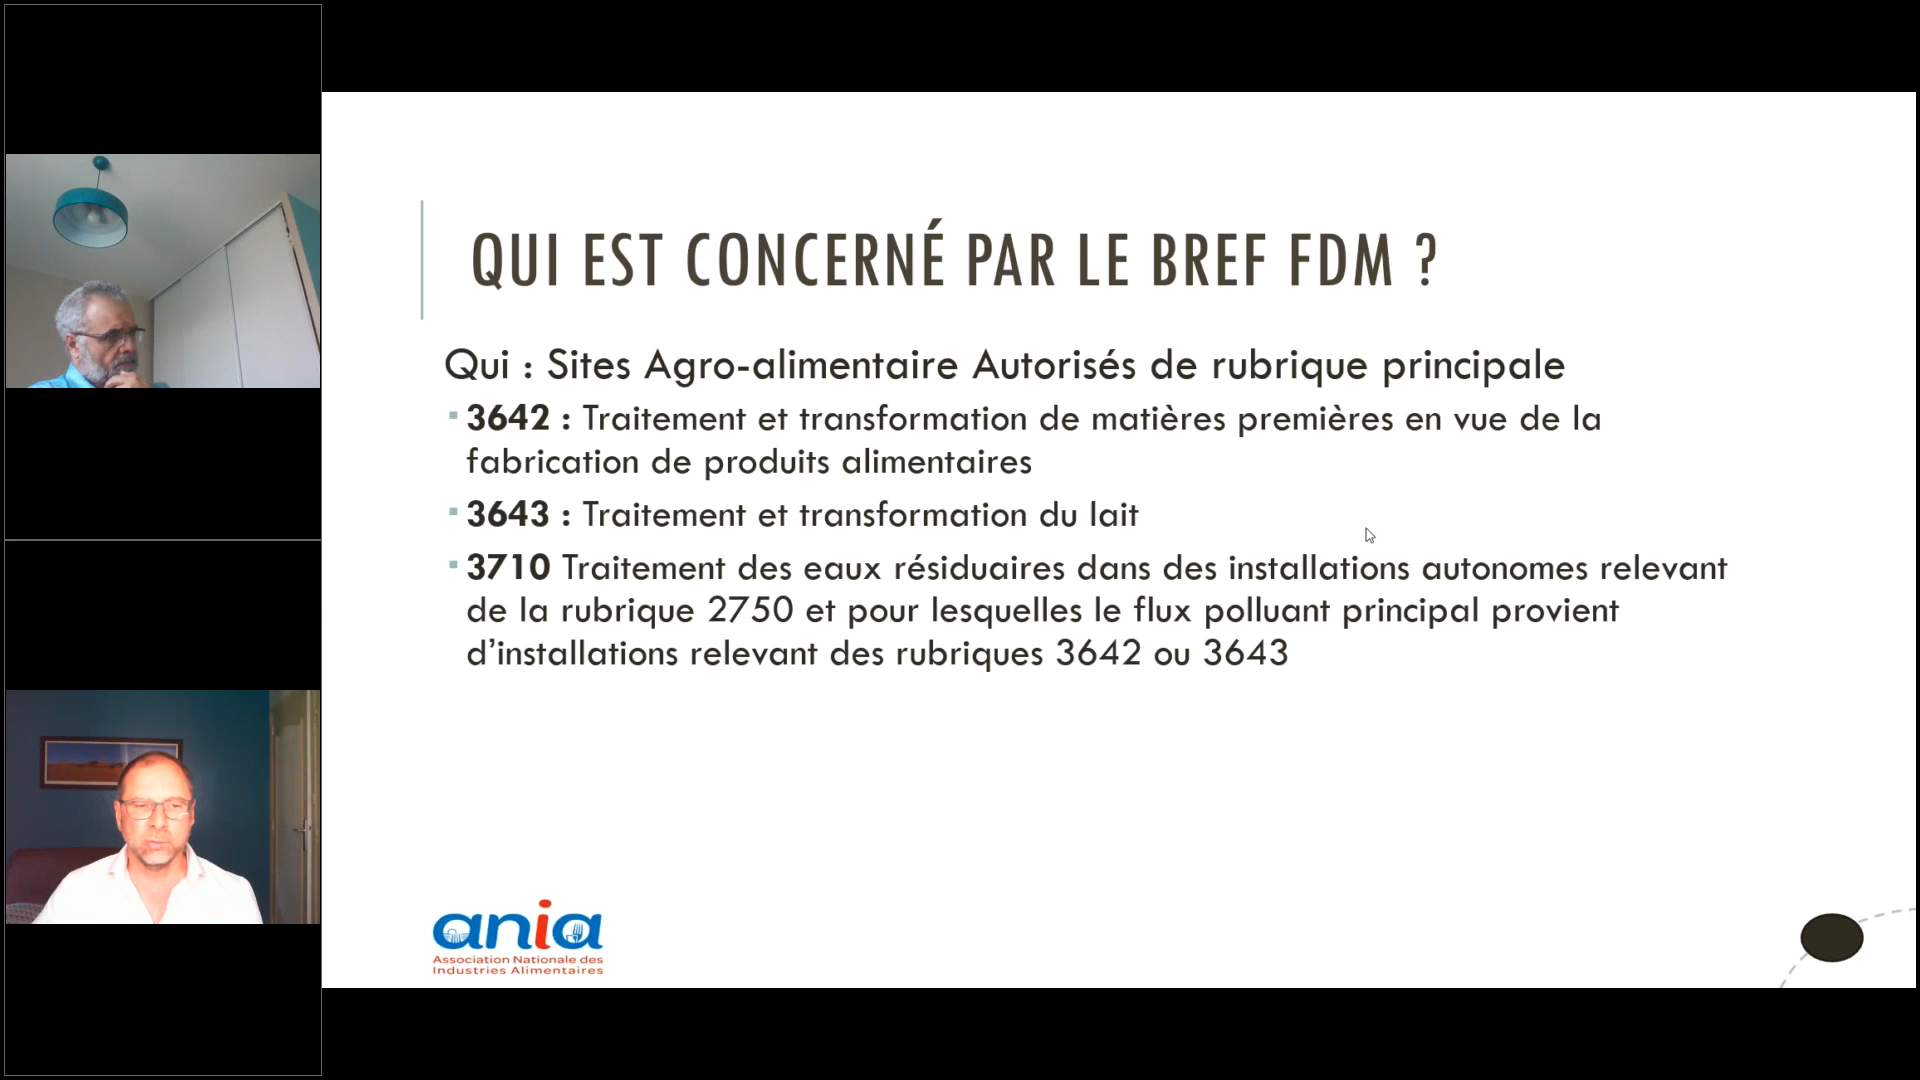 QUI EST CONCERNÉ PAR LE BREF FDM ?
Qui : Sites Agro-alimentaire Autorisés de rubrique principale
3642 : Traitement et transformation de matières premières en vue de la
fabrication de produits alimentaires
3643 : Traitement et transformation du lait
3710 Traitement des eaux résiduaires dans des installations autonomes relevant
de la rubrique 2750 et pour lesquelles le flux polluant principal provient
d’installations relevant des rubriques 3642 ou 3643
ania
Association Nationale des
Industries Alimentaires